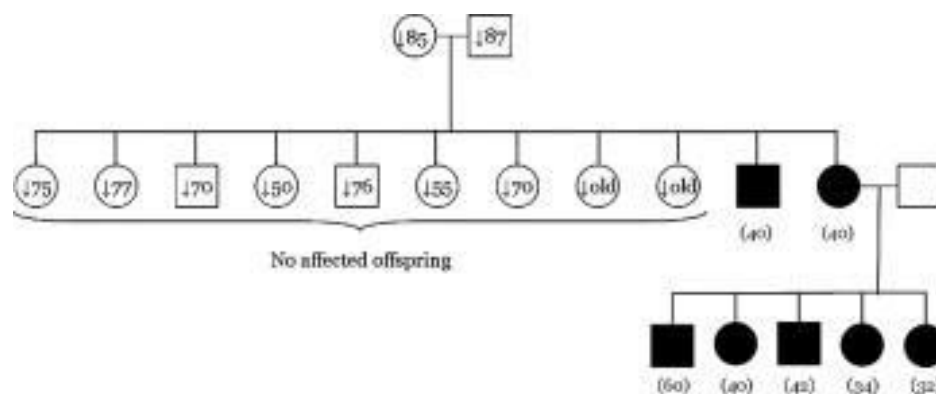 ↓85 ↓87
↓75 ↓77 ↓70 ↓50 ↓76 ↓55 ↓70 ↓old ↓old
(40) (40)
No affected offspring
(60) (40) (42) (34) (32